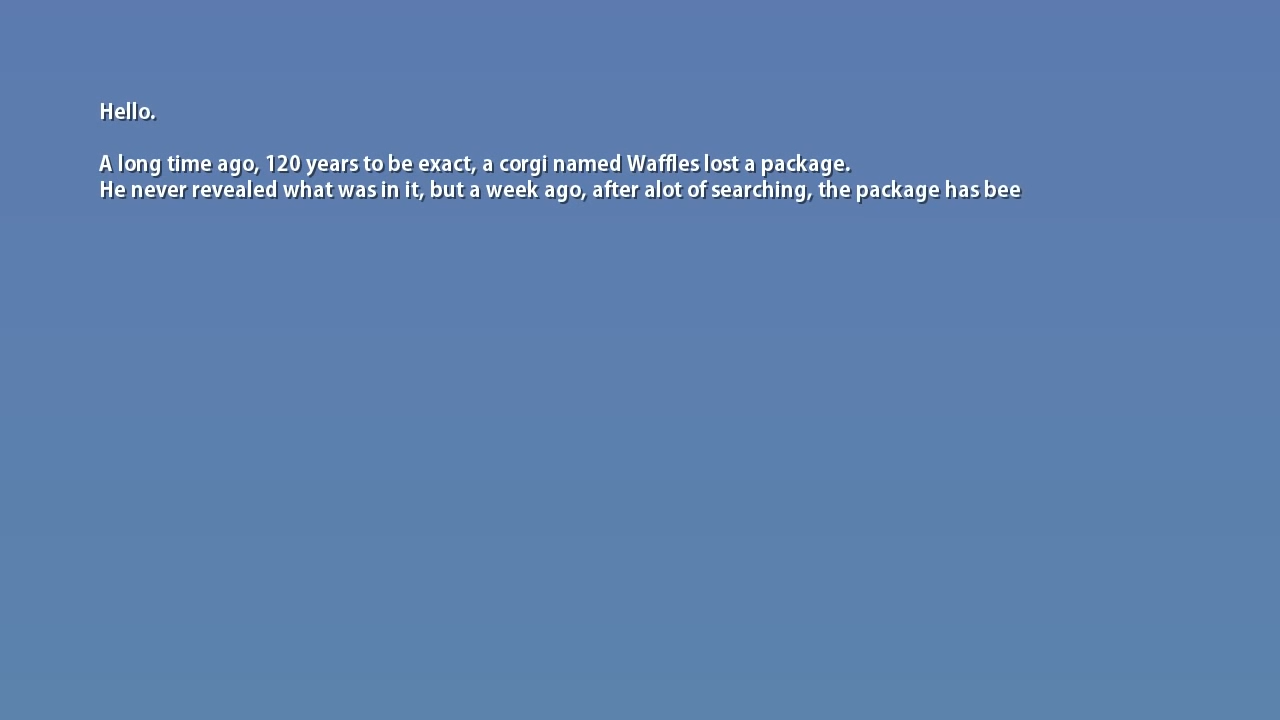 Hello.
A long time ago, 120 years to be exact, a corgi named Waffles lost a package.
He never revealed what was in it, but a week ago, after alot of searching, the package has bee